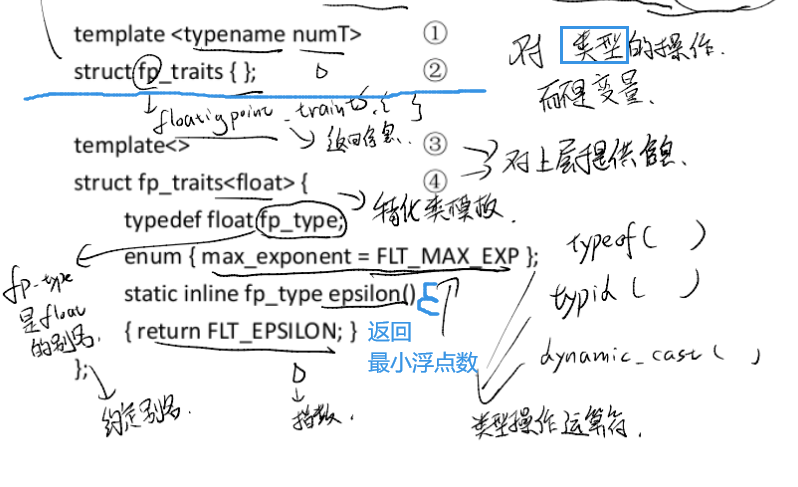 template <typename numT> ①
对 类型的操作.
struct fp_traits { }; ②
而不是变量.
floatigpoint_traints.{ }
返回信息.
template<> ③
对上层提供信息.
struct fp_traits<float> { ④
特化类模板.
typedef float fp_type;
typeof( )
enum { max_exponent = FLT_MAX_EXP };
fp-type
是float
的别名.
static inline fp_type epsilon() {
typid ( )
{ return FLT_EPSILON; } 返回
最小浮点数
dynamic_cast ( )
};
约定别名.
指数.
类型操作运算符.